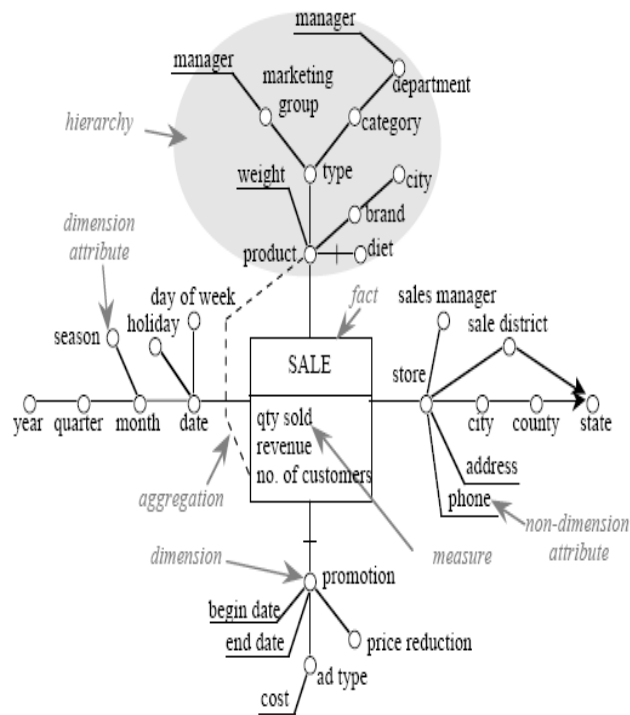 manager
manager
marketing
group
department
hierarchy
category
type
weight
city
brand
dimension
attribute
product
diet
day of week
fact
sales manager
season
holiday
sale district
SALE
store
year
quarter
month
date
qty sold
revenue
no. of customers
city
county
state
address
phone
aggregation
non-dimension
attribute
dimension
measure
promotion
begin date
end date
price reduction
ad type
cost